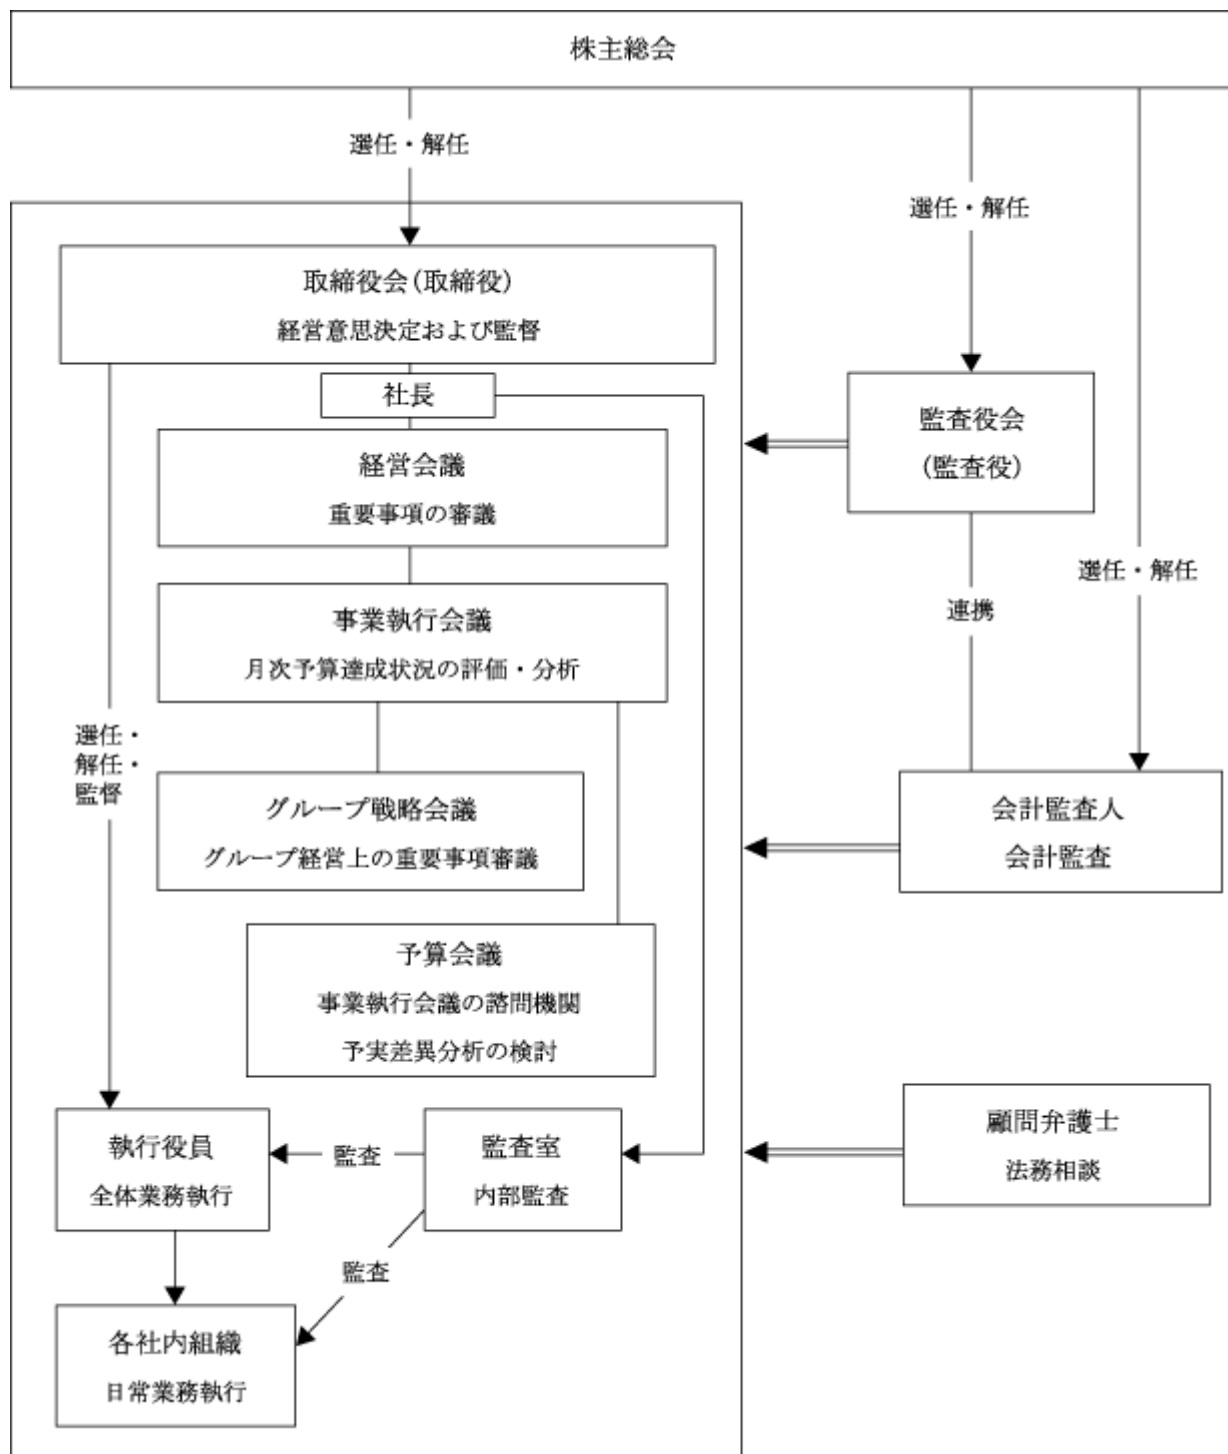 株主総会
選任・解任
選任・解任
取締役会(取締役)
経営意思決定および監督
社長
監査役会
(監査役)
経営会議
重要事項の審議
選任・解任
連携
事業執行会議
月次予算達成状況の評価・分析
選任・
解任・
監督
グループ戦略会議
グループ経営上の重要事項審議
会計監査人
会計監査
予算会議
事業執行会議の諮問機関
予実差異分析の検討
執行役員
全体業務執行
監査
監査室
内部監査
顧問弁護士
法務相談
監査
各社内組織
日常業務執行